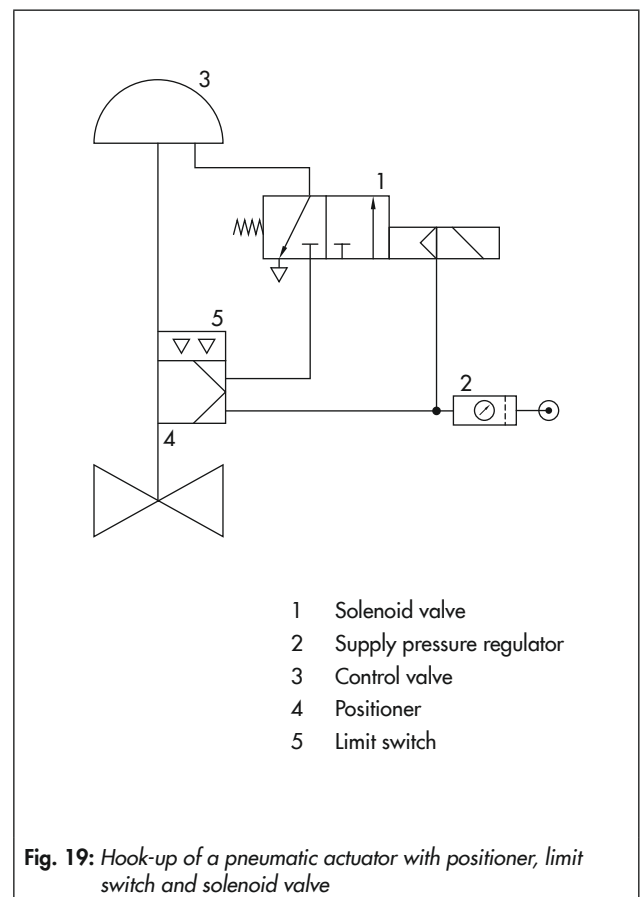 3
1
5
2
4
1 Solenoid valve
2 Supply pressure regulator
3 Control valve
4 Positioner
5 Limit switch
Fig. 19: Hook-up of a pneumatic actuator with positioner, limit
switch and solenoid valve